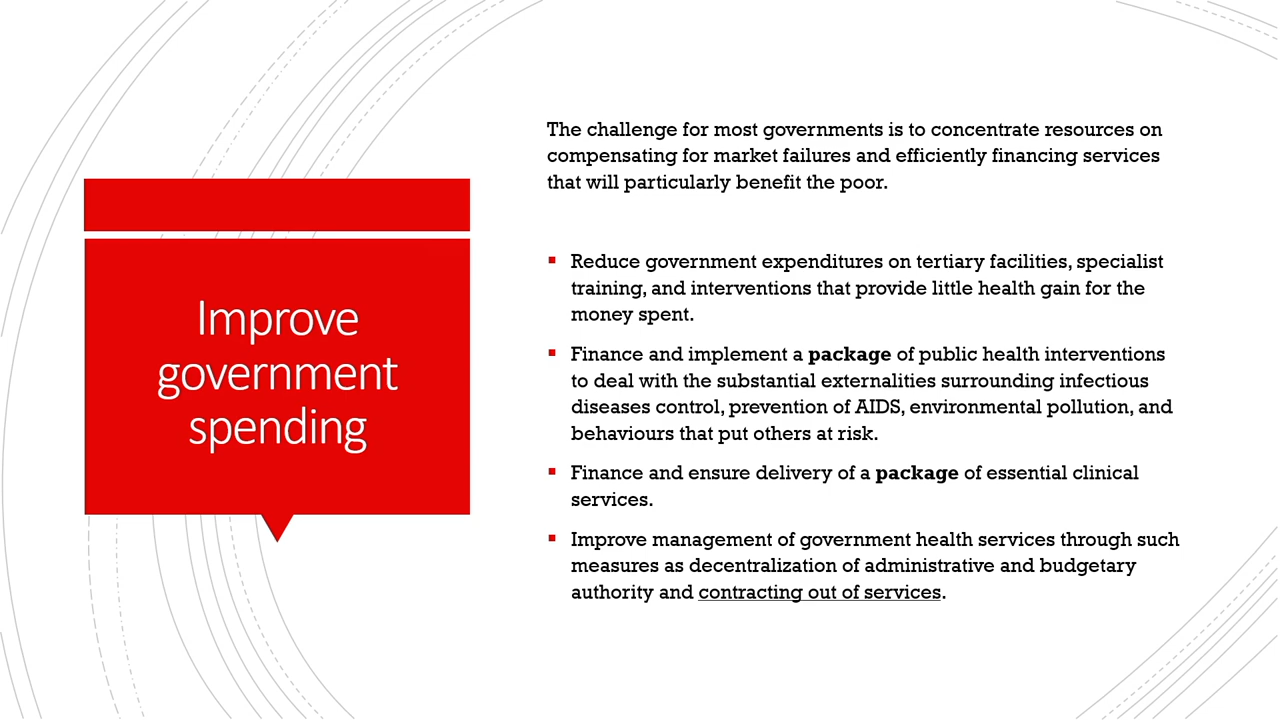 Improve
government
spending
The challenge for most governments is to concentrate resources on
compensating for market failures and efficiently financing services
that will particularly benefit the poor.
Reduce government expenditures on tertiary facilities, specialist
training, and interventions that provide little health gain for the
money spent.
Finance and implement a package of public health interventions
to deal with the substantial externalities surrounding infectious
diseases control, prevention of AIDS, environmental pollution, and
behaviours that put others at risk.
Finance and ensure delivery of a package of essential clinical
services.
Improve management of government health services through such
measures as decentralization of administrative and budgetary
authority and contracting out of services.